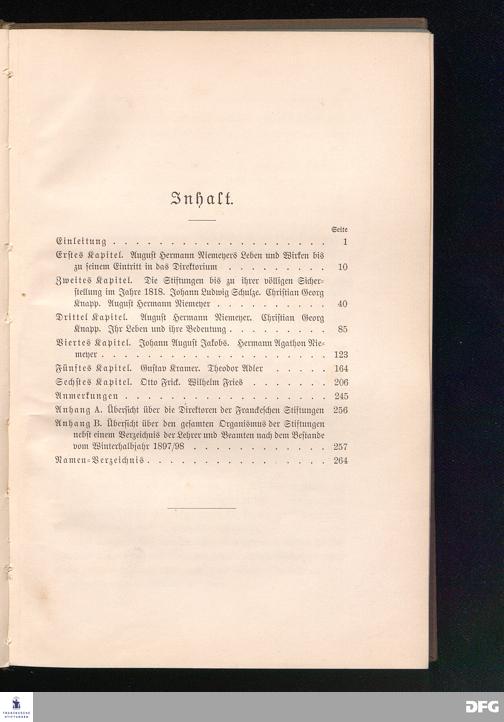 Inhalt.
Seite
Einleitung . . . . . . . . . . . . . . . . . . . . 1
Erstes Kapitel. August Hermann Niemeyers Leben und Wirken bis
zu seinem Eintritt in das Direktorium . . . . . . . . . 10
Zweites Kapitel. Die Stiftungen bis zu ihrer völligen Sicher-
stellung im Jahre 1818. Johann Ludwig Schulze. Christian Georg
Knapp. August Hermann Niemeyer . . . . . . . . . . 40
Drittel Kapitel. August Hermann Niemeyer. Christian Georg
Knapp. Ihr Leben und ihre Bedeutung . . . . . . . . . 85
Viertes Kapitel. Johann August Jakobs. Hermann Agathon Nie-
meyer . . . . . . . . . . . . . . . . . . . . . 123
Fünftes Kapitel. Gustav Kramer. Theodor Adler . . . . . 164
Sechstes Kapitel. Otto Frick. Wilhelm Fries . . . . . . 206
Anmerkungen . . . . . . . . . . . . . . . . . . . 245
Anhang A. Übersicht über die Direktoren der Franckeschen Stiftungen 256
Anhang B. Übersicht über den gesamten Organismus der Stiftungen
nebst einem Verzeichnis der Lehrer und Beamten nach dem Bestande
vom Winterhalbjahr 1897/98 . . . . . . . . . . . . 257
Namen-Verzeichnis . . . . . . . . . . . . . . . . . 264
FRANCKESCHE
STIFTUNGEN
DFG